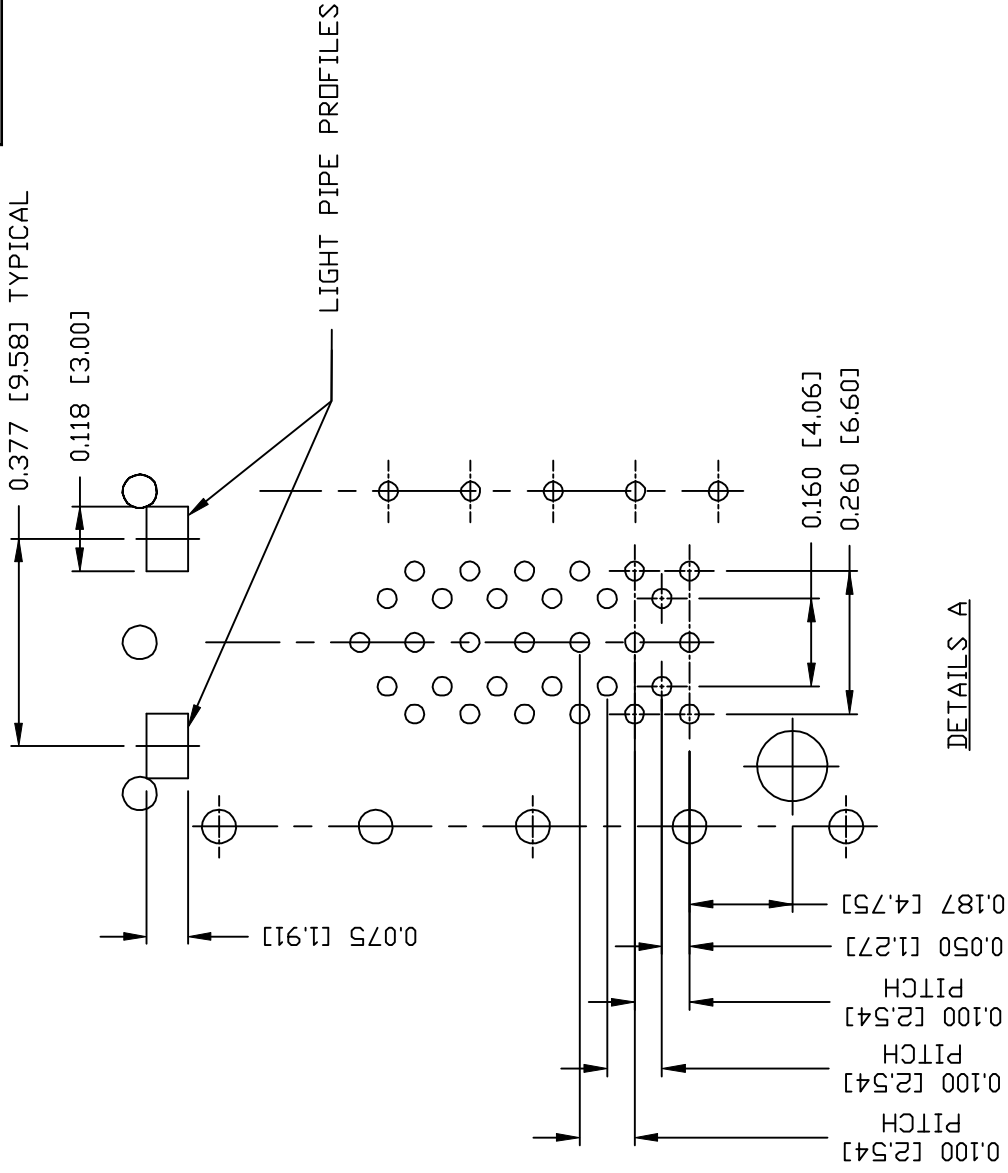 0.377 [9.58] TYPICAL
0.118 [3.00]
LIGHT PIPE PROFILES
0.075 [1.91]
0.160 [4.06]
0.260 [6.60]
0.187 [4.75]
0.050 [1.27]
0.100 [2.54]
PITCH
0.100 [2.54]
PITCH
0.100 [2.54]
PITCH
DETAILS A